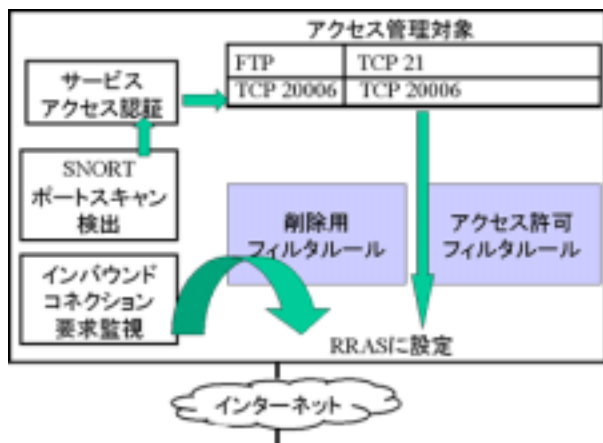 アクセス管理対象
FTP TCP 21
TCP 20006 TCP 20006
サービス
アクセス認証
SNORT
ポートスキャン
検出
削除用
フィルタルール
アクセス許可
フィルタルール
インバウンド
コネクション
要求監視
RRASに設定
インターネット